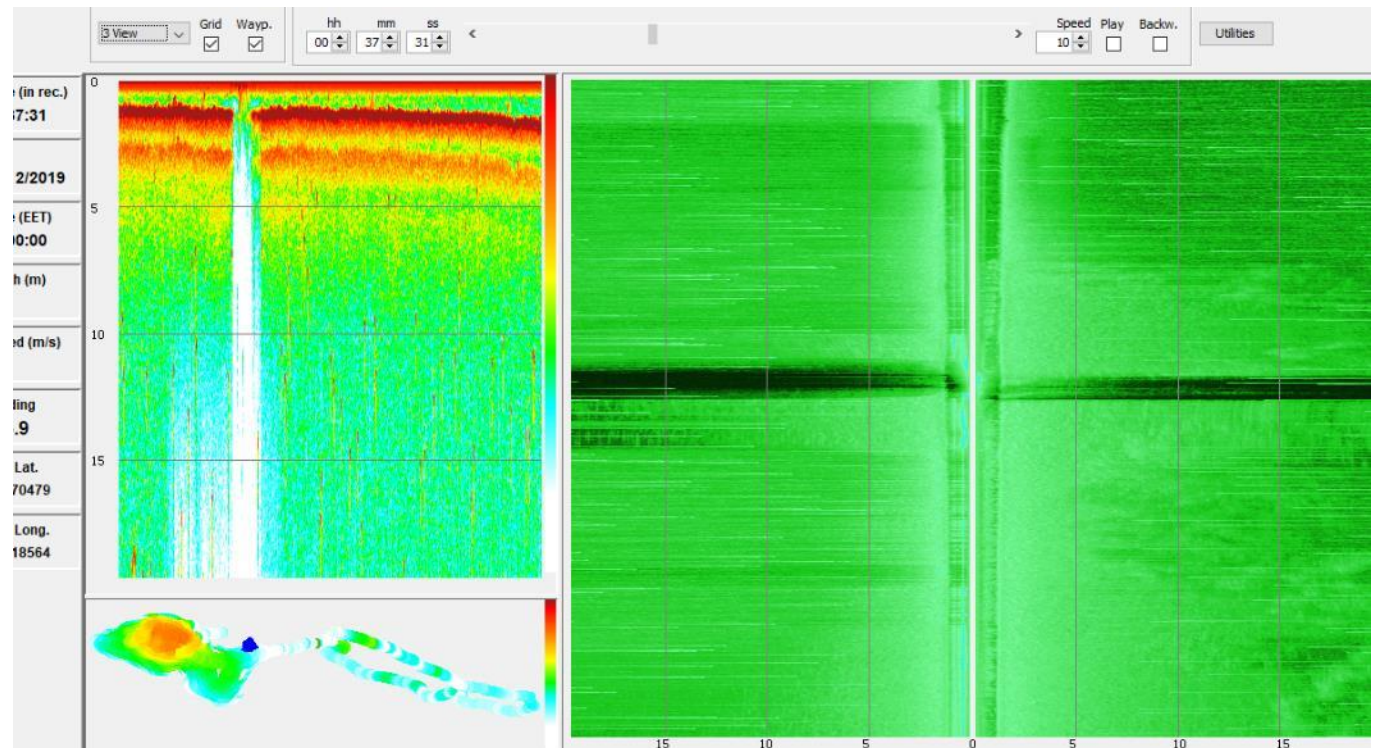 3 View
Grid Wayp.
hh mm ss
00 37 31
Speed Play Backw.
10
Utilities
(in rec.)
7:31
2/2019
(EET)
0:00
h (m)
ed (m/s)
ding
.9
Lat.
70479
Long.
18564
0
5
10
15
15 10 5 0 5 10 15